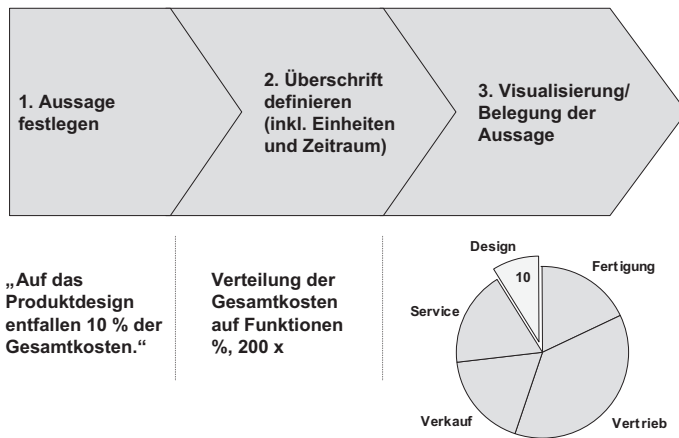 1. Aussage
festlegen
2. Überschrift
definieren
(inkl. Einheiten
und Zeitraum)
3. Visualisierung/
Belegung der
Aussage
„Auf das
Produktdesign
entfallen 10 % der
Gesamtkosten.“
Verteilung der
Gesamtkosten
auf Funktionen
%, 200 x
Design
10
Fertigung
Service
Verkauf
Vertrieb